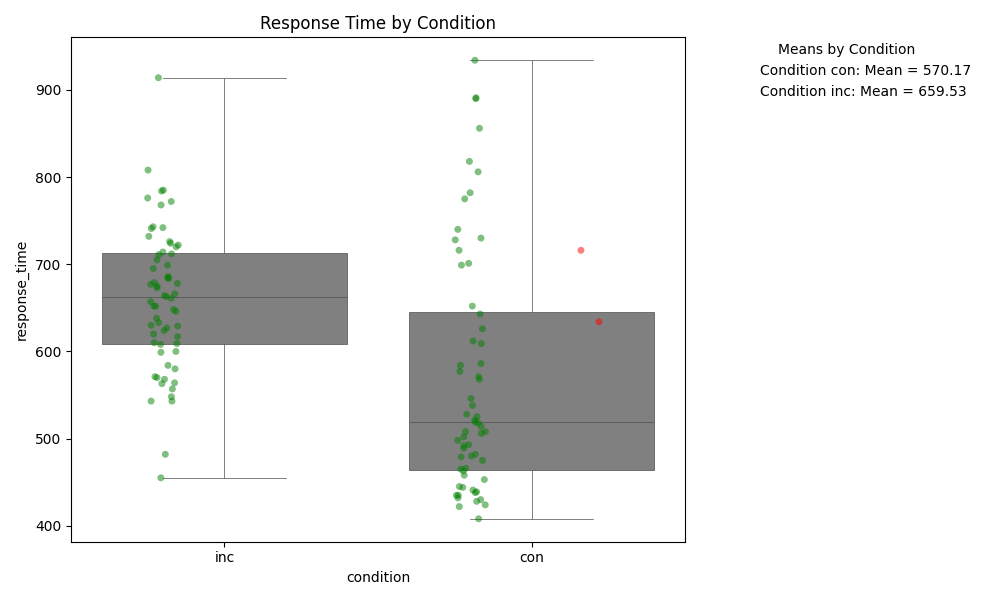 Response Time by Condition
Means by Condition
Condition con: Mean = 570.17
Condition inc: Mean = 659.53
response_time
900
800
700
600
500
400
inc
con
condition